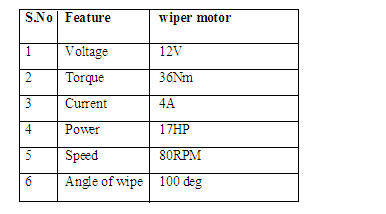 S.No Feature wiper motor
1 Voltage 12V
2 Torque 36Nm
3 Current 4A
4 Power 17HP
5 Speed 80RPM
6 Angle of wipe 100 deg